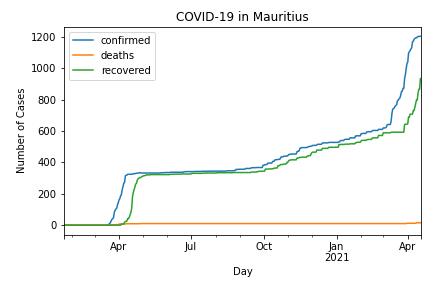 COVID-19 in Mauritius
confirmed
deaths
recovered
Number of Cases
1200
1000
800
600
400
200
0
Apr
Jul
Oct
Jan
2021
Apr
Day